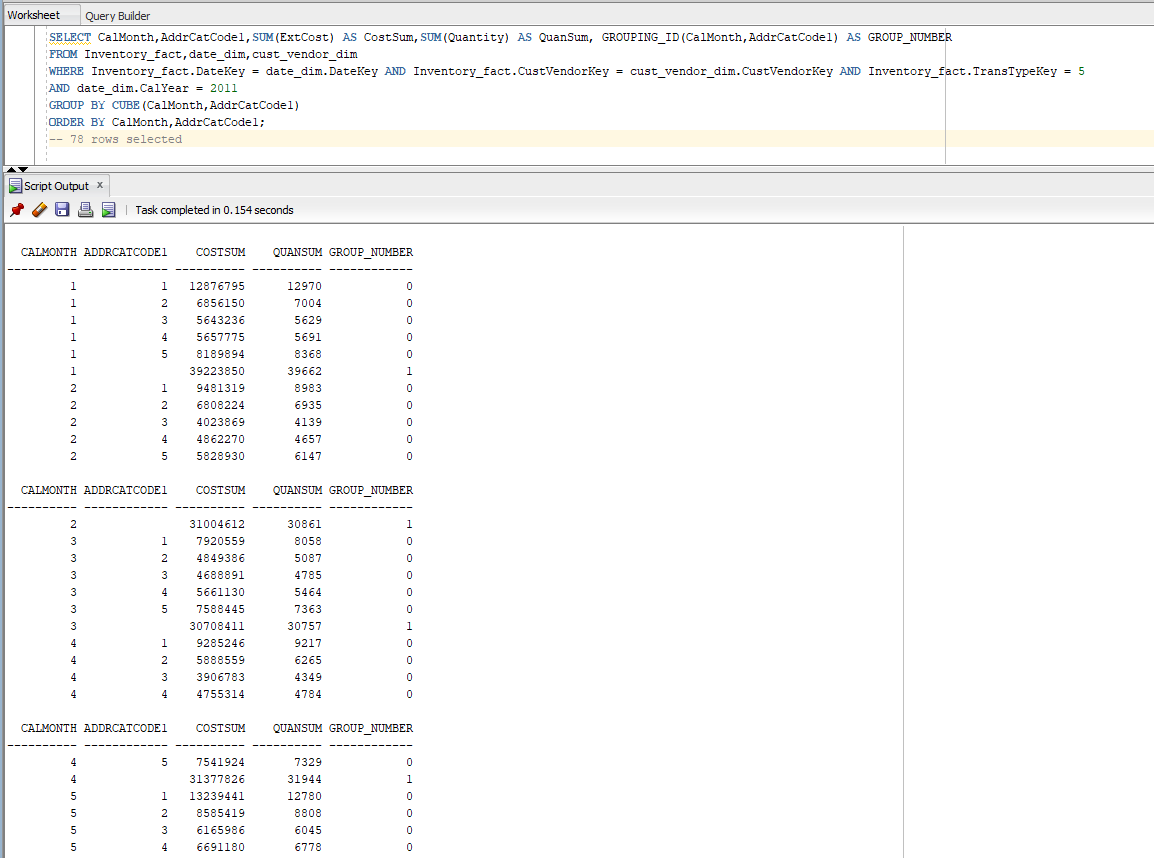 Worksheet Query Builder
SELECT CalMonth,AddrCatCode1,SUM(ExtCost) AS CostSum,SUM(Quantity) AS QuanSum, GROUPING_ID(CalMonth,AddrCatCode1) AS GROUP_NUMBER
FROM Inventory_fact,date_dim,cust_vendor_dim
WHERE Inventory_fact.DateKey = date_dim.DateKey AND Inventory_fact.CustVendorKey = cust_vendor_dim.CustVendorKey AND Inventory_fact.TransTypeKey = 5
AND date_dim.CalYear = 2011
GROUP BY CUBE(CalMonth,AddrCatCode1)
ORDER BY CalMonth,AddrCatCode1;
-- 78 rows selected
Script Output x
Task completed in 0.154 seconds
CALMONTH ADDRCATCODE1 COSTSUM QUANSUM GROUP_NUMBER
---------- ------------ ---------- ---------- ------------
1 1 12876795 12970 0
1 2 6856150 7004 0
1 3 5643236 5629 0
1 4 5657775 5691 0
1 5 8189894 8368 0
1 39223850 39662 1
2 1 9481319 8983 0
2 2 6808224 6935 0
2 3 4023869 4139 0
2 4 4862270 4657 0
2 5 5828930 6147 0
CALMONTH ADDRCATCODE1 COSTSUM QUANSUM GROUP_NUMBER
---------- ------------ ---------- ---------- ------------
2 31004612 30861 1
3 1 7920559 8058 0
3 2 4849386 5087 0
3 3 4688891 4785 0
3 4 5661130 5464 0
3 5 7588445 7363 0
3 30708411 30757 1
4 1 9285246 9217 0
4 2 5888559 6265 0
4 3 3906783 4349 0
4 4 4755314 4784 0
CALMONTH ADDRCATCODE1 COSTSUM QUANSUM GROUP_NUMBER
---------- ------------ ---------- ---------- ------------
4 5 7541924 7329 0
4 31377826 31944 1
5 1 13239441 12780 0
5 2 8585419 8808 0
5 3 6165986 6045 0
5 4 6691180 6778 0